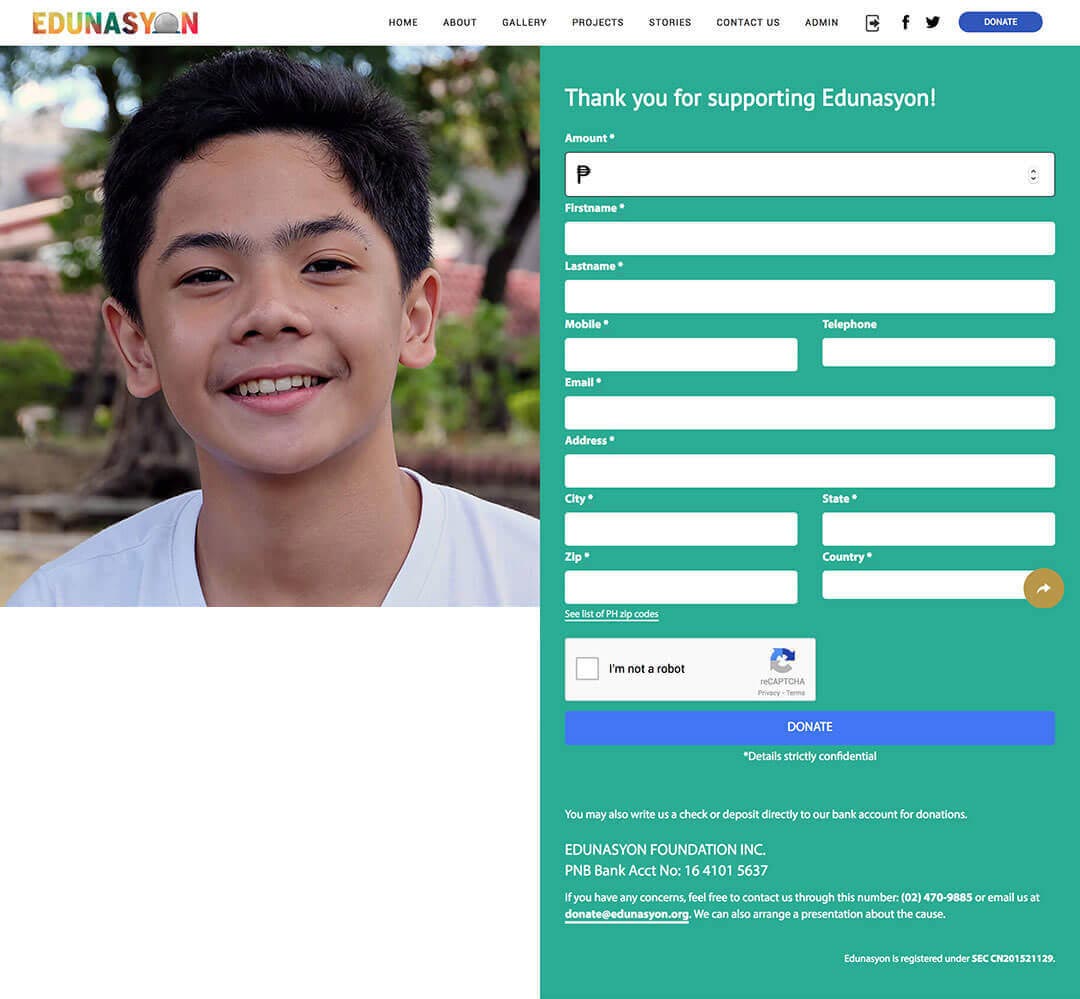 EDUNASYON
HOME ABOUT GALLERY PROJECTS STORIES CONTACT US ADMIN DONATE
Thank you for supporting Edunasyon!
Amount *
₱
Firstname *
Lastname *
Mobile * Telephone
Email *
Address *
City * State *
Zip * Country *
See list of PH zip codes
I'm not a robot
reCAPTCHA
Privacy - Terms
DONATE
*Details strictly confidential
You may also write us a check or deposit directly to our bank account for donations.
EDUNASYON FOUNDATION INC.
PNB Bank Acct No: 16 4101 5637
If you have any concerns, feel free to contact us through this number: (02) 470-9885 or email us at
donate@edunasyon.org. We can also arrange a presentation about the cause.
Edunasyon is registered under SEC CN201521129.